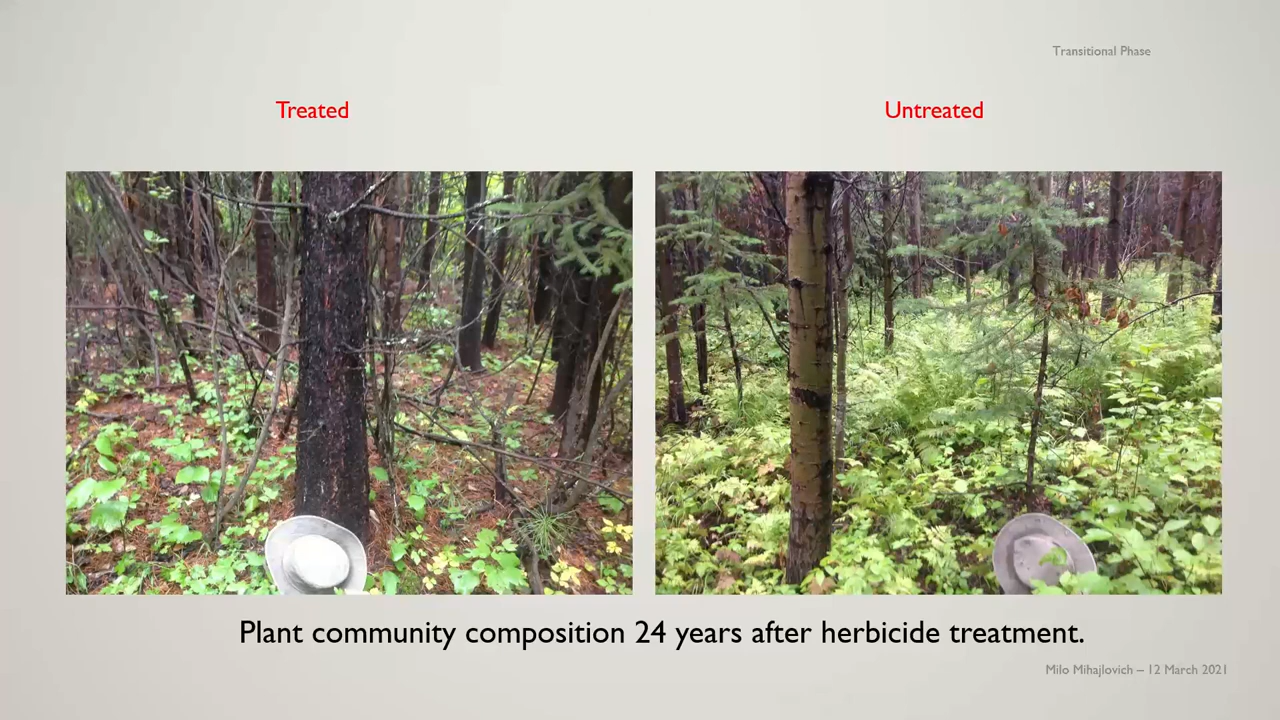 Transitional Phase
Treated
Untreated
Plant community composition 24 years after herbicide treatment.
Milo Mihajlovich – 12 March 2021